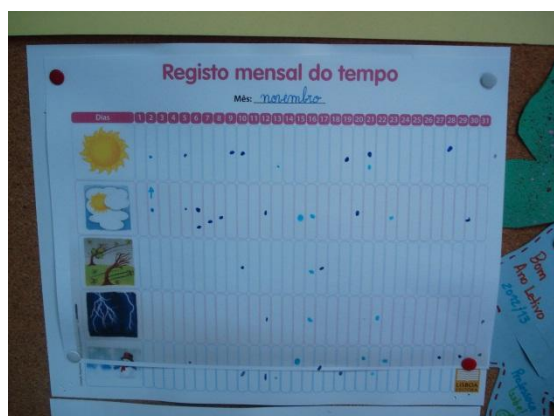 Registo mensal do tempo
Mês: novembro
Dias 1 2 3 4 5 6 7 8 9 10 11 12 13 14 15 16 17 18 19 20 21 22 23 24 25 26 27 28 29 30 31
Bom
Ano Letivo
2012/13
LISBOA